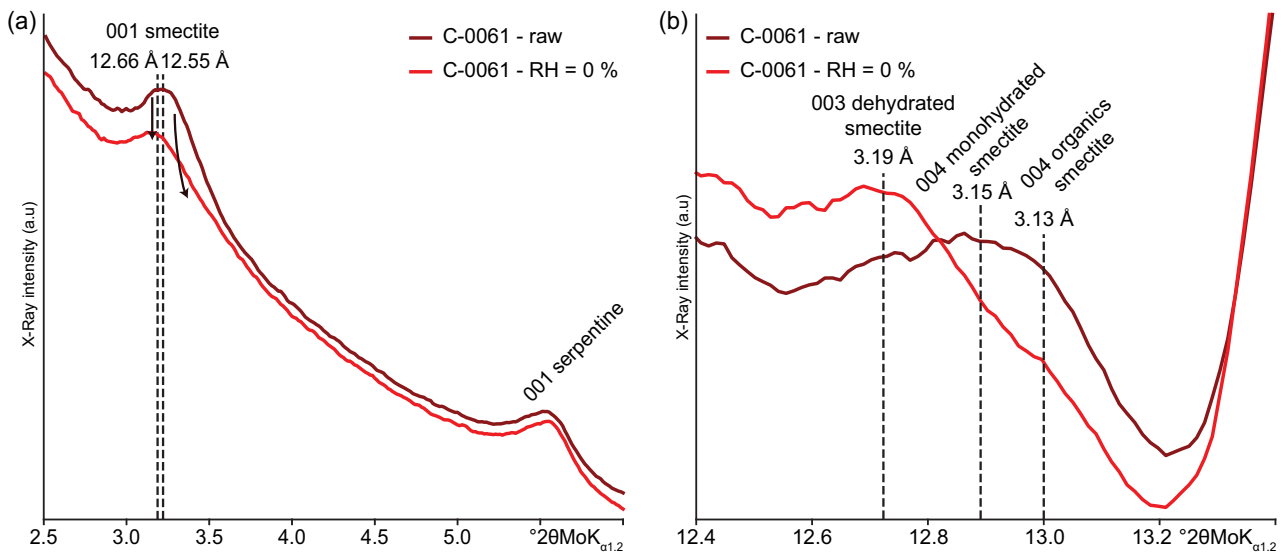 (a)
001 smectite
12.66 Å 12.55 Å
C-0061 - raw
C-0061 - RH = 0 %
001 serpentine
X-Ray intensity (a.u)
2.5 3.0 3.5 4.0 4.5 5.0 °2θMoKα1.2
(b)
C-0061 - raw
C-0061 - RH = 0 %
003 dehydrated
smectite
3.19 Å
004 monohydrated
smectite
3.15 Å
004 organics
smectite
3.13 Å
X-Ray intensity (a.u)
12.4 12.6 12.8 13.0 13.2 °2θMoKα1.2